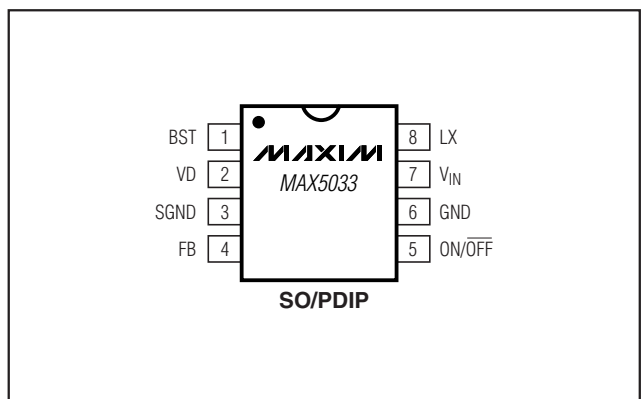 BST 1 8 LX
MAXIM
VD 2 MAX5033 7 VIN
SGND 3 6 GND
FB 4 5 ON/OFF
SO/PDIP